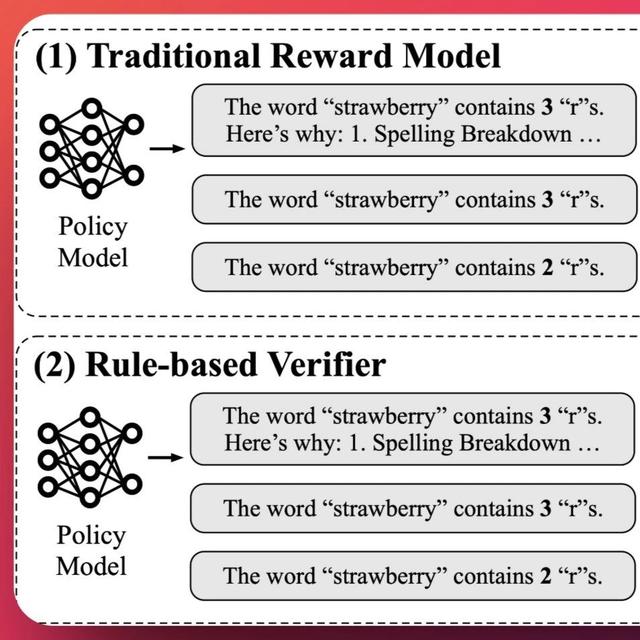 (1) Traditional Reward Model
Policy
Model
The word “strawberry” contains 3 “r”s.
Here’s why: 1. Spelling Breakdown …
The word “strawberry” contains 3 “r”s.
The word “strawberry” contains 2 “r”s.
(2) Rule-based Verifier
Policy
Model
The word “strawberry” contains 3 “r”s.
Here’s why: 1. Spelling Breakdown …
The word “strawberry” contains 3 “r”s.
The word “strawberry” contains 2 “r”s.